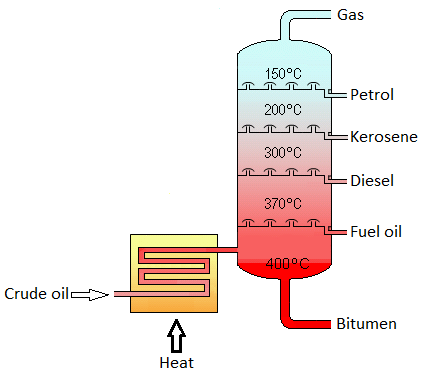 Gas
150°C
Petrol
200°C
Kerosene
300°C
Diesel
370°C
Fuel oil
400°C
Crude oil
Bitumen
Heat